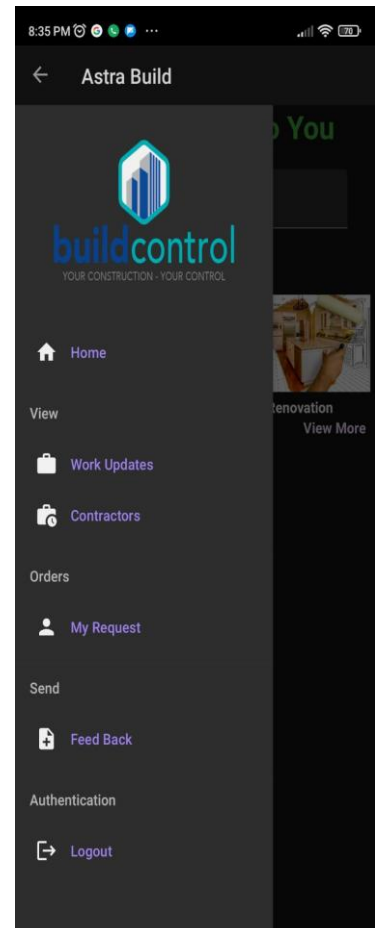 8:35 PM
70
Astra Build
o You
buildcontrol
YOUR CONSTRUCTION - YOUR CONTROL
Home
Renovation
View More
View
Work Updates
Contractors
Orders
My Request
Send
Feed Back
Authentication
Logout